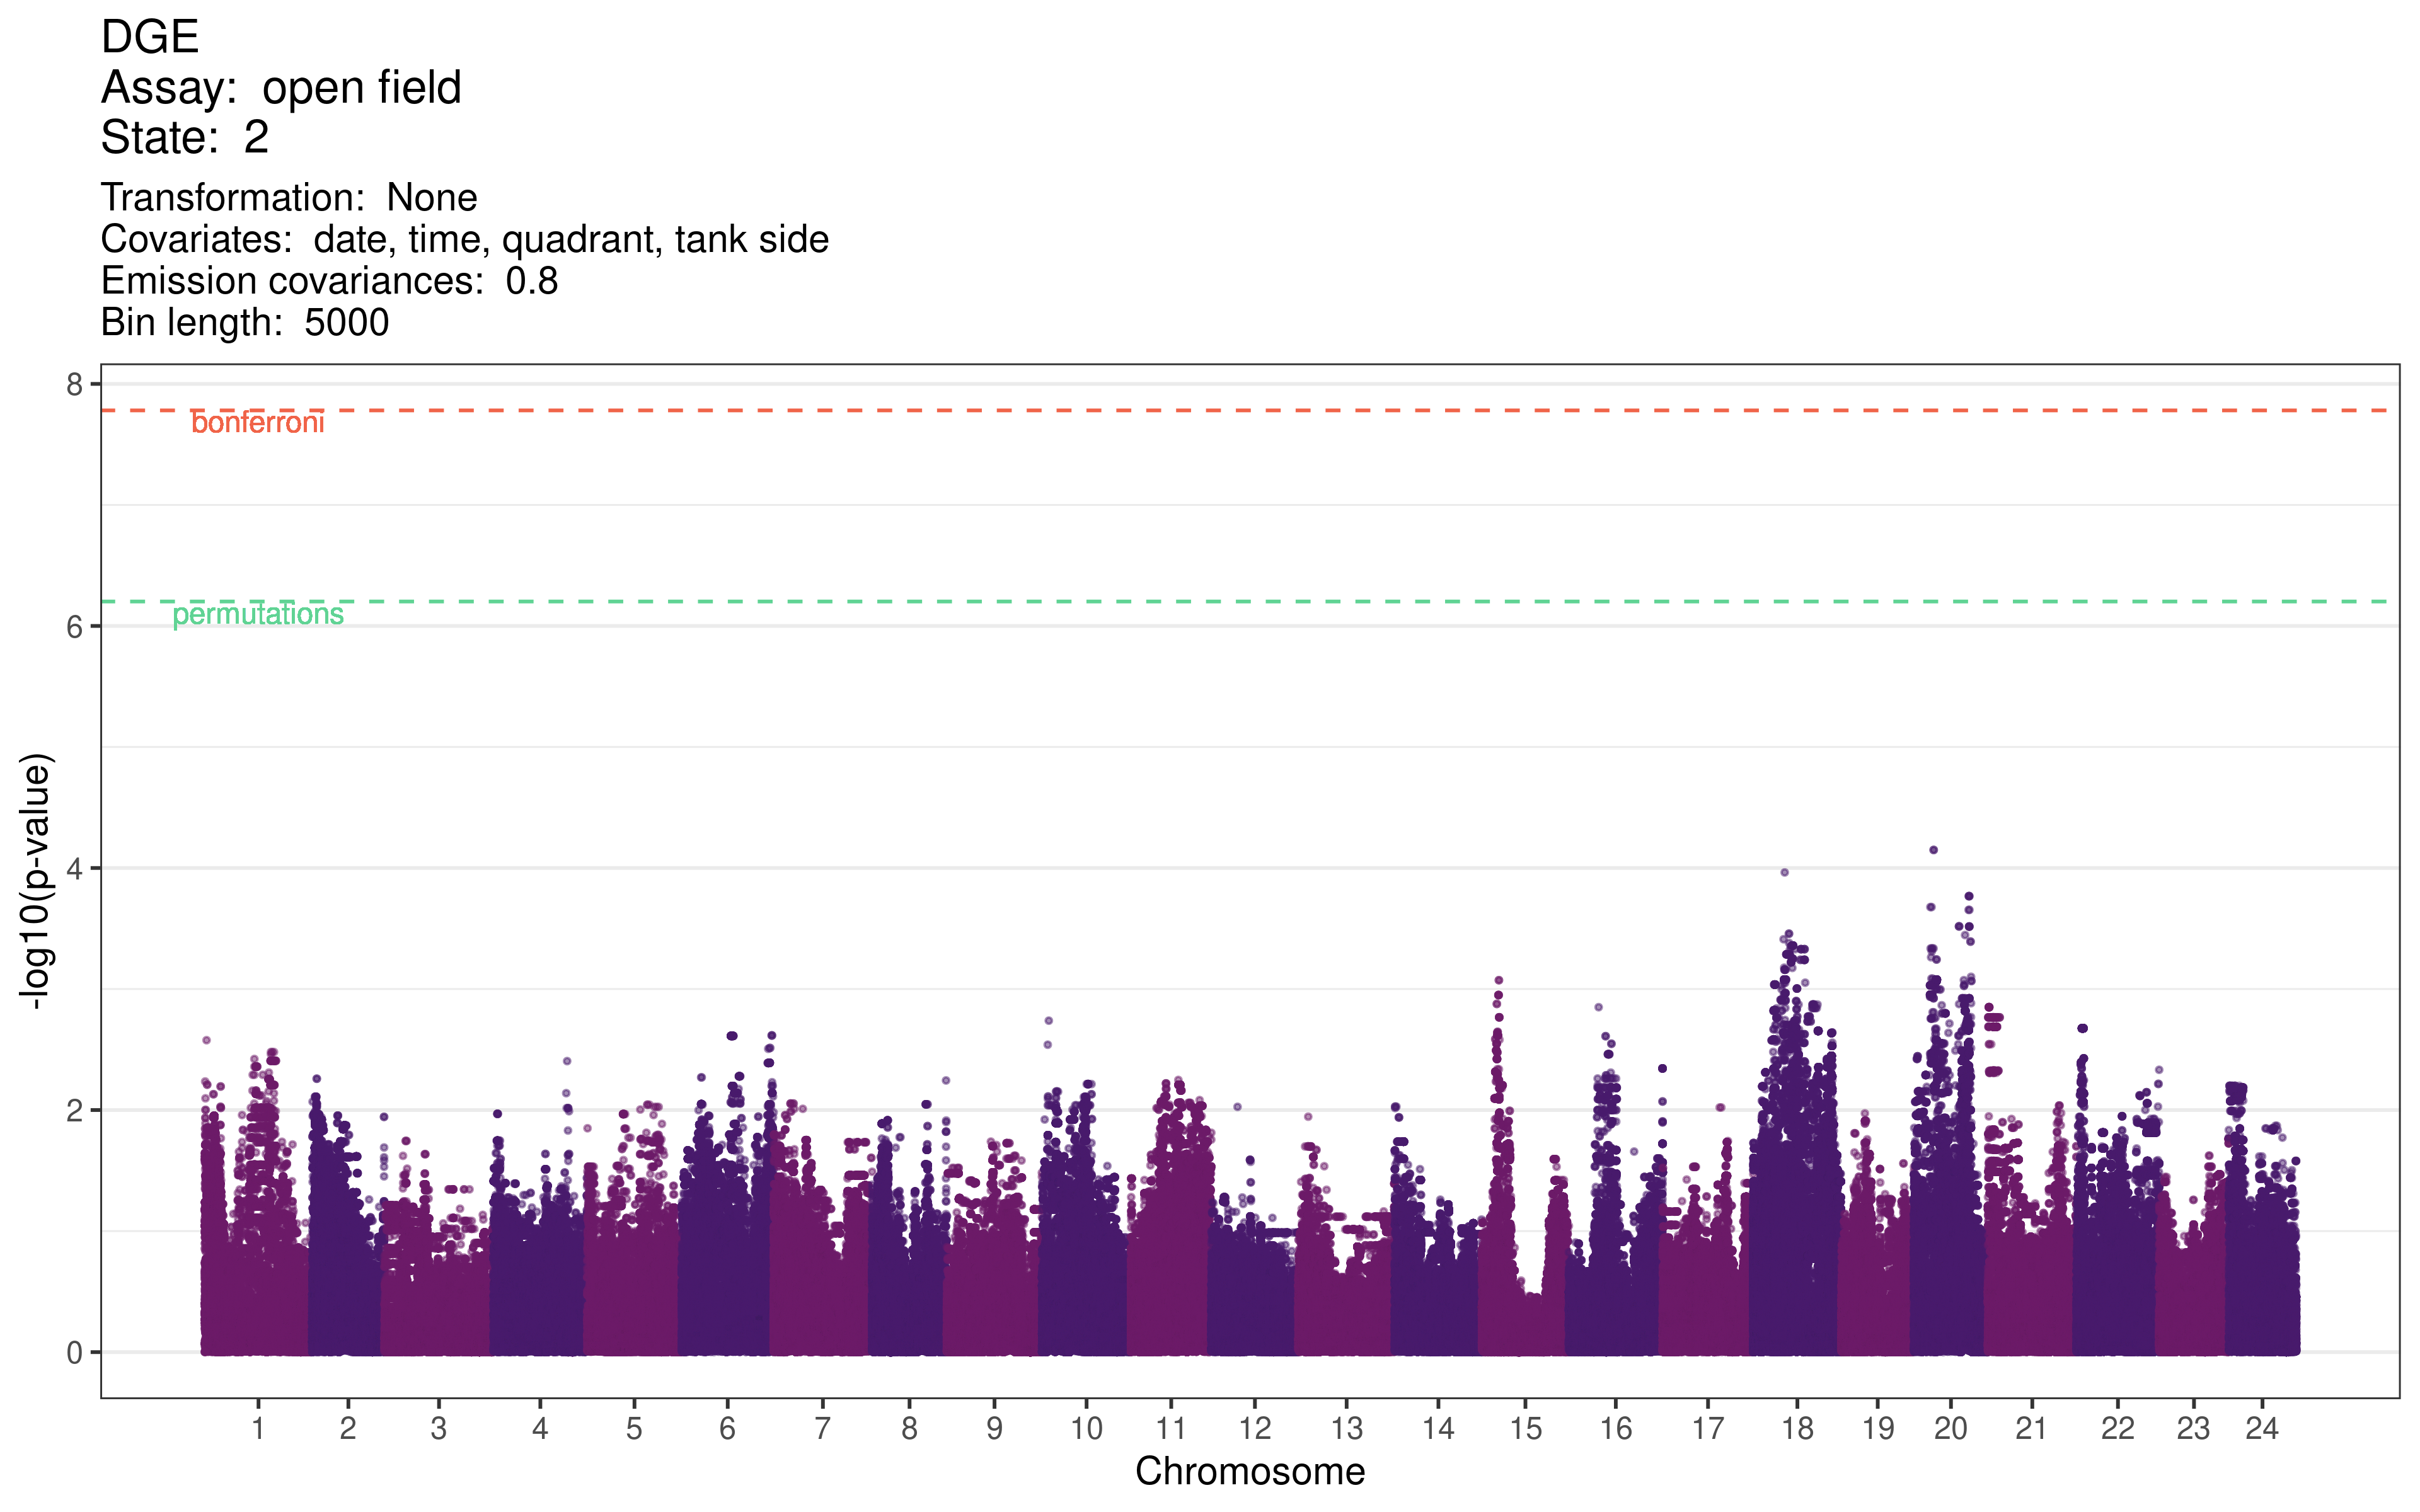 DGE
Assay:  open field
State:  2
Transformation:  None
Covariates:  date, time, quadrant, tank side
Emission covariances:  0.8
Bin length:  5000
8
bonferroni
permutations
6
4
2
0
-log10(p-value)
1 2 3 4 5 6 7 8 9 10 11 12 13 14 15 16 17 18 19 20 21 22 23 24
Chromosome